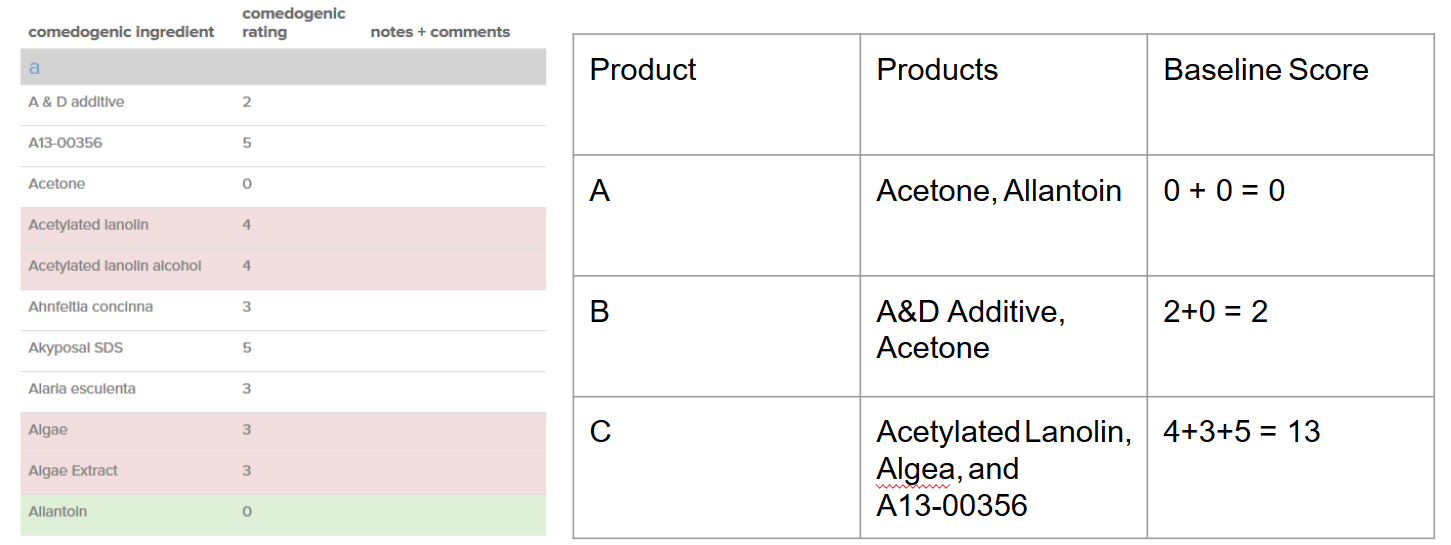 comedogenic ingredient comedogenic rating notes + comments
a
A & D additive 2
A13-00356 5
Acetone 0
Acetylated lanolin 4
Acetylated lanolin alcohol 4
Ahnfeltia concinna 3
Akyposal SDS 5
Alaria esculenta 3
Algae 3
Algae Extract 3
Allantoin 0
Product Products Baseline Score
A Acetone, Allantoin 0 + 0 = 0
B A&D Additive, 2+0 = 2
Acetone
C Acetylated Lanolin, 4+3+5 = 13
Algea, and
A13-00356